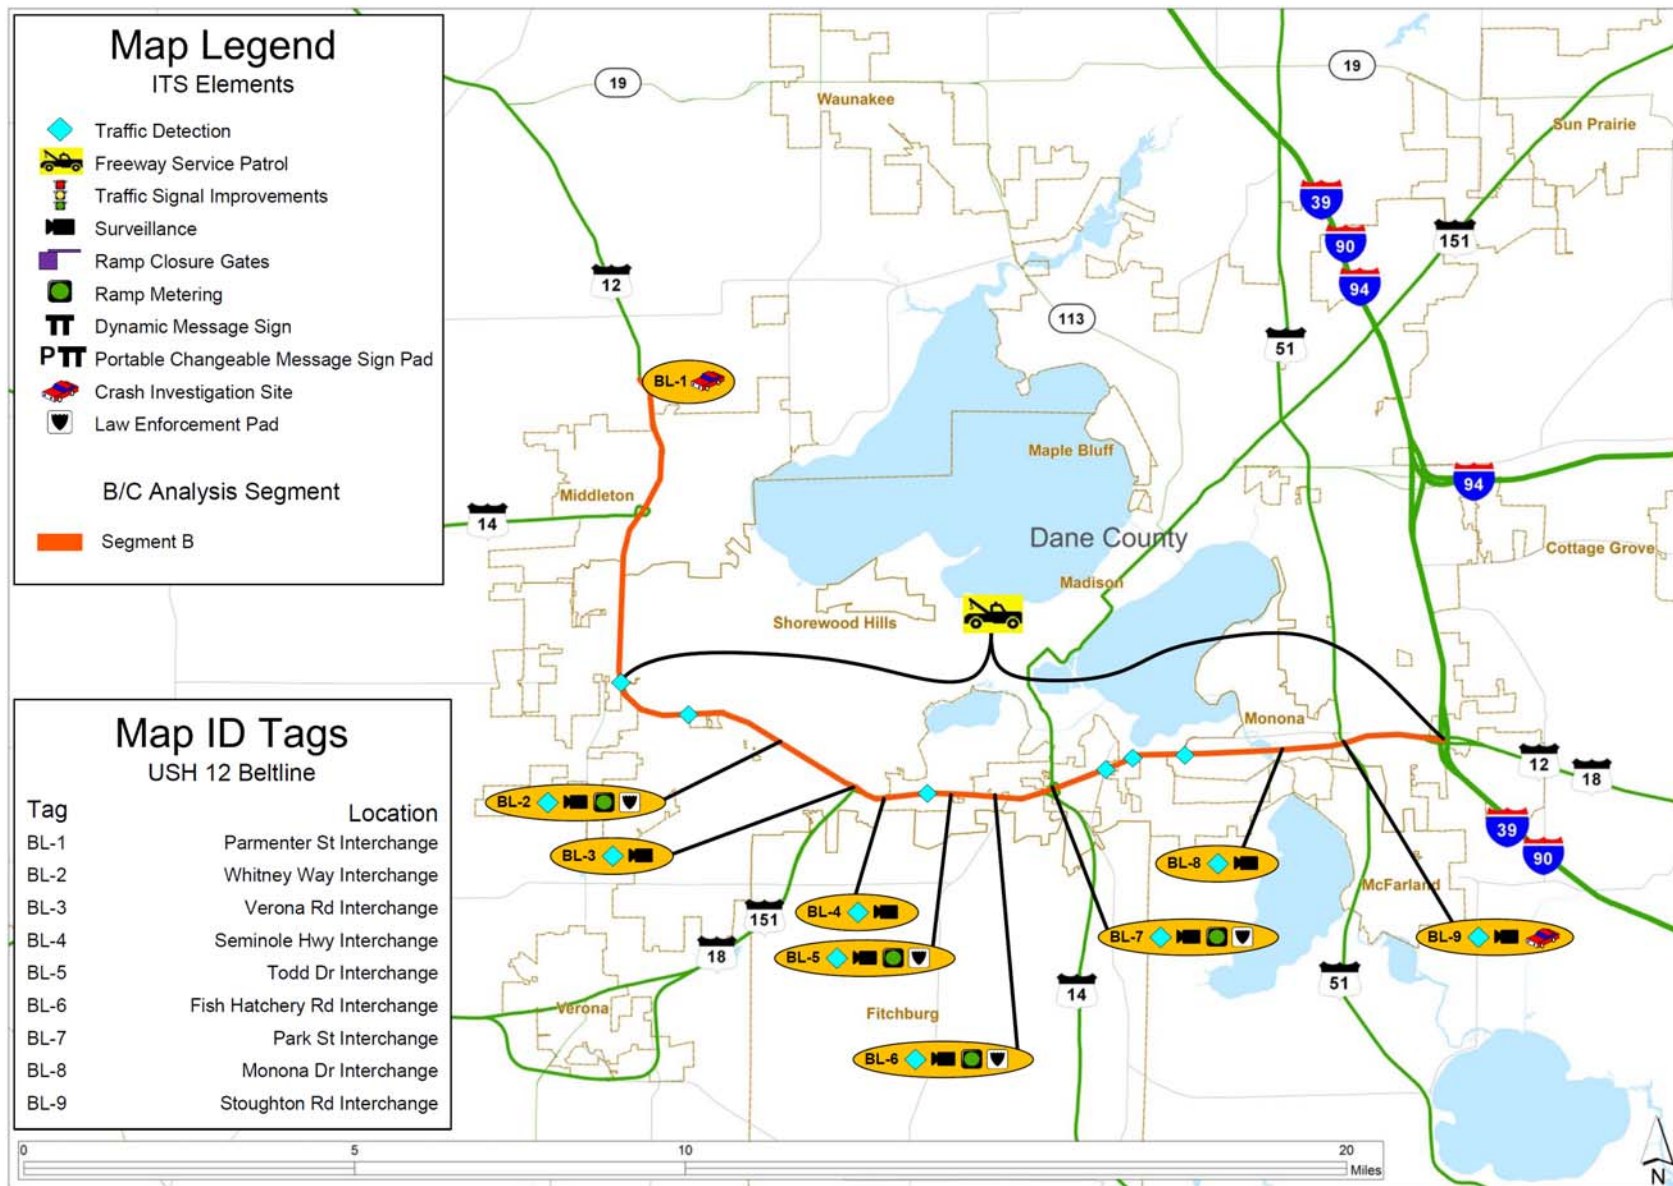 Map Legend
ITS Elements
Traffic Detection
Freeway Service Patrol
Traffic Signal Improvements
Surveillance
Ramp Closure Gates
Ramp Metering
Dynamic Message Sign
P Portable Changeable Message Sign Pad
Crash Investigation Site
Law Enforcement Pad
B/C Analysis Segment
Segment B
19
19
Waunakee
Sun Prairie
39
151
90
12
94
113
51
BL-1
Maple Bluff
94
Middleton
14
Dane County
Cottage Grove
Madison
Shorewood Hills
Monona
12
18
BL-2
39
BL-3
90
BL-8
McFarland
BL-4
151
BL-7
BL-9
18
BL-5
51
14
Verona
Fitchburg
BL-6
Map ID Tags
USH 12 Beltline
Tag Location
BL-1 Parmenter St Interchange
BL-2 Whitney Way Interchange
BL-3 Verona Rd Interchange
BL-4 Seminole Hwy Interchange
BL-5 Todd Dr Interchange
BL-6 Fish Hatchery Rd Interchange
BL-7 Park St Interchange
BL-8 Monona Dr Interchange
BL-9 Stoughton Rd Interchange
0 5 10 20
Miles
N